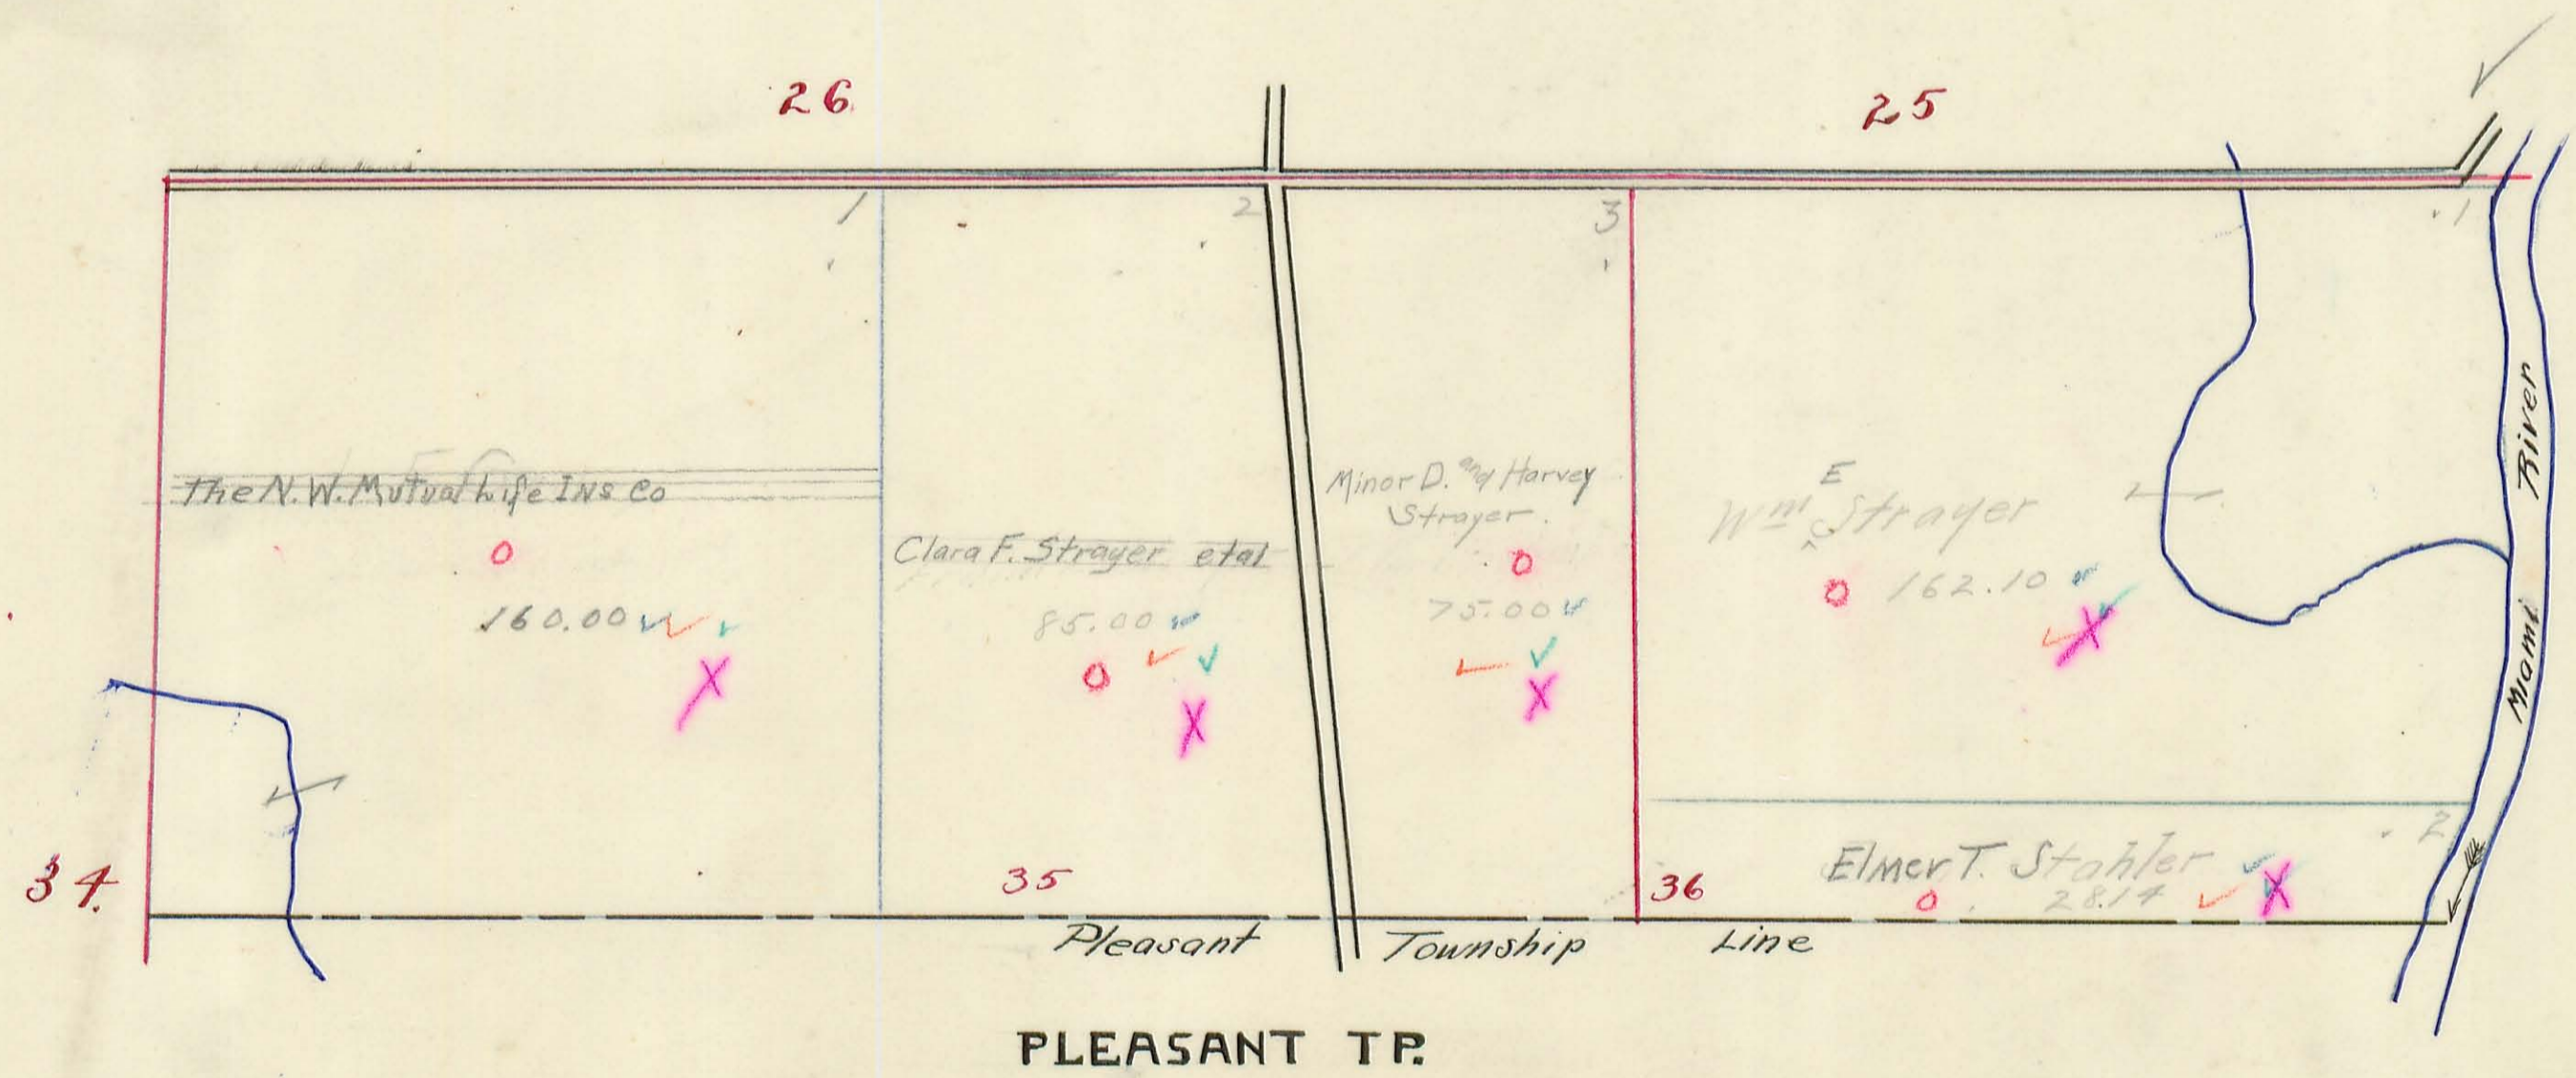 26
25
1
2
3
1
The N. W. Mutual Life Ins Co
160.00
Clara F. Strayer etal
85.00
Minor D. and Harvey
Strayer.
75.00
E
Wm Strayer
162.10
Miami River
2
Elmer T. Stahler
28.14
34
35
36
Pleasant Township Line
PLEASANT TP.